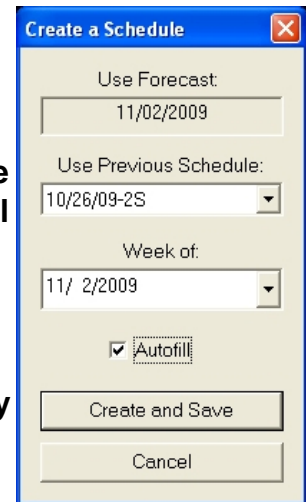 Create a Schedule
Use Forecast:
11/02/2009
e
Use Previous Schedule:
l
10/26/09-2S
Week of:
11/ 2/2009
Autofill
y
Create and Save
Cancel